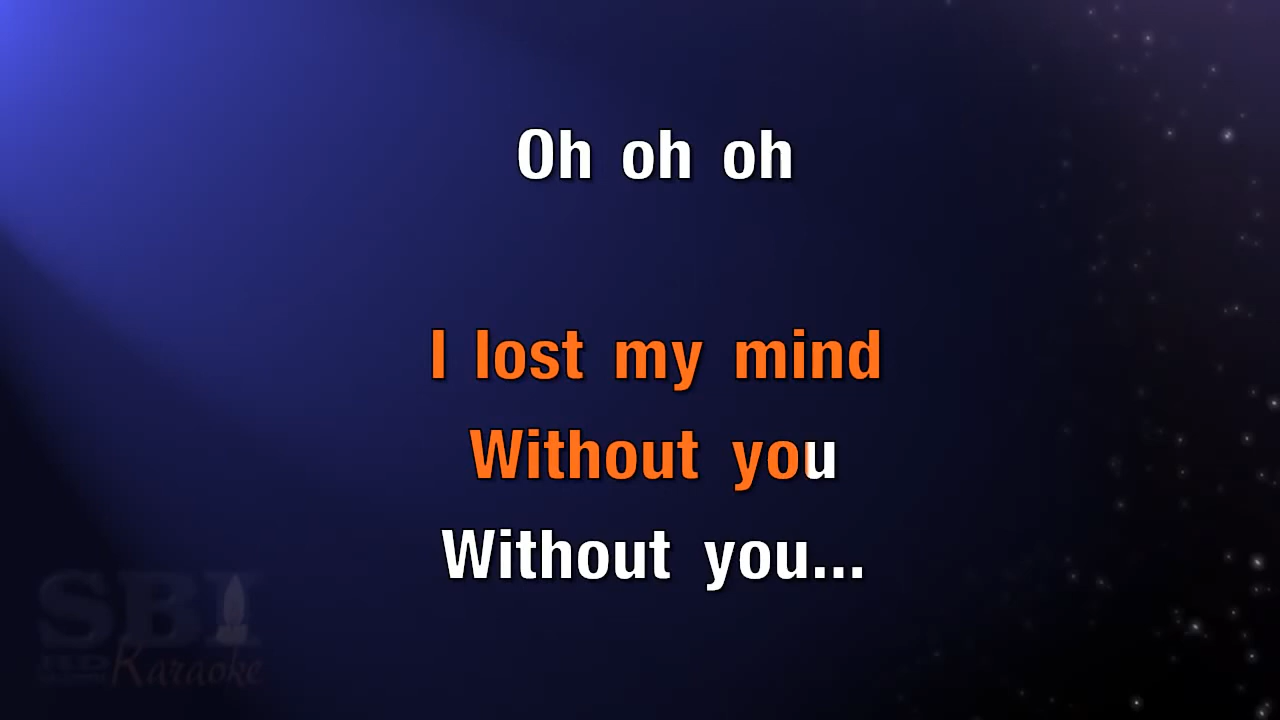 Oh oh oh
I lost my mind
Without you
Without you...
SBI
Karaoke